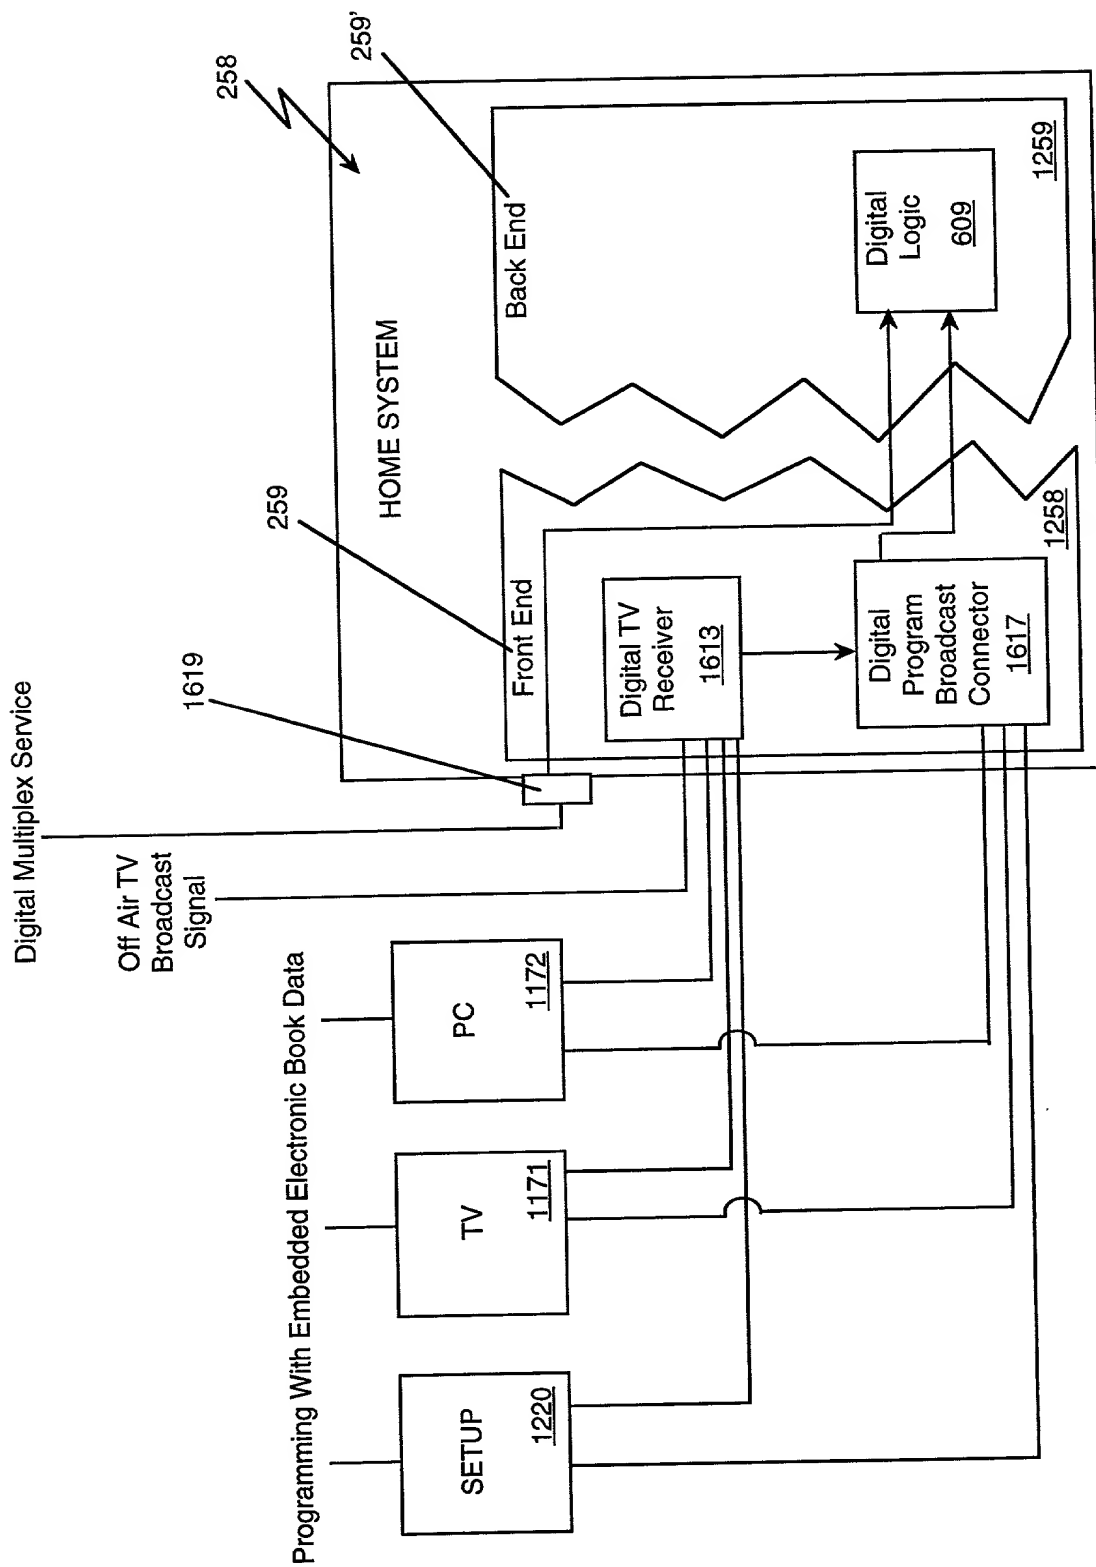 Digital Multiplex Service
Off Air TV
Broadcast
Signal
Programming With Embedded Electronic Book Data
PC
1172
TV
1171
SETUP
1220
1619
259
258
259'
HOME SYSTEM
Front End
Digital TV
Receiver
1613
Digital
Program
Broadcast
Connector
1617
1258
Back End
Digital
Logic
609
1259